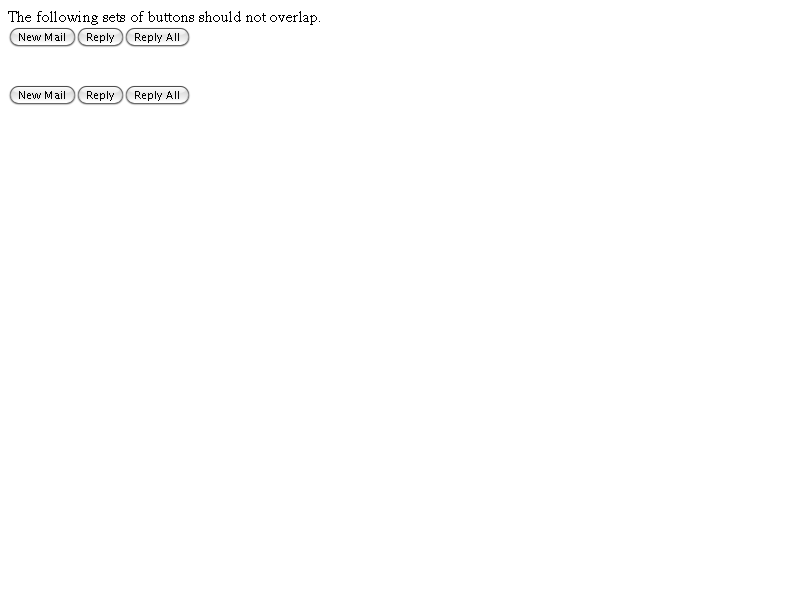 The following sets of buttons should not overlap.
New Mail Reply Reply All
New Mail Reply Reply All